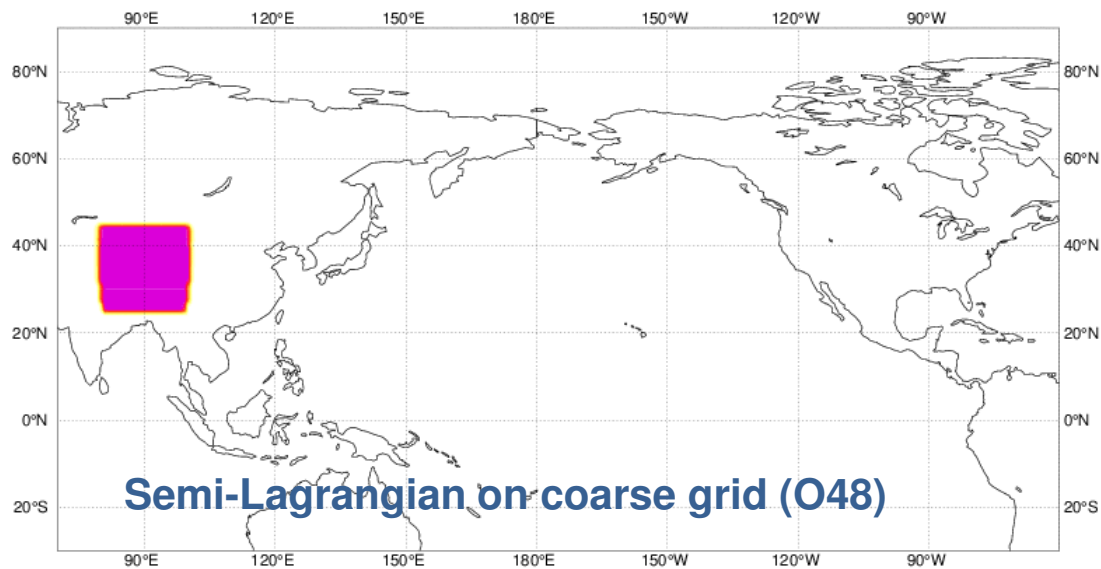 90°E 120°E 150°E 180°E 150°W 120°W 90°W
80°N 80°N
60°N 60°N
40°N 40°N
20°N 20°N
0°N 0°N
Semi-Lagrangian on coarse grid (O48)
20°S 20°S
90°E 120°E 150°E 180°E 150°W 120°W 90°W